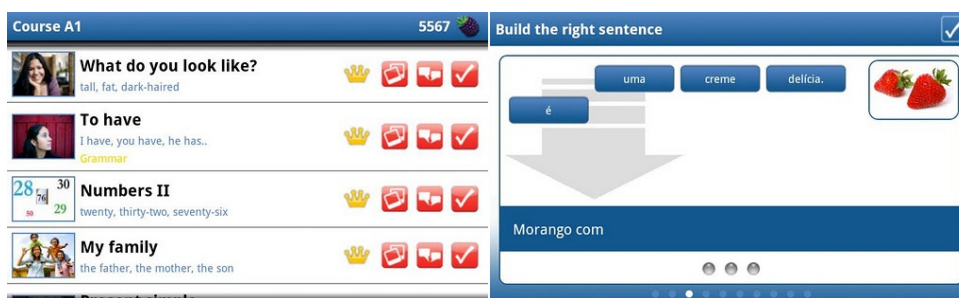 Course A1
5567
What do you look like?
tall, fat, dark-haired
To have
I have, you have, he has..
Grammar
28
30
76
50
29
Numbers II
twenty, thirty-two, seventy-six
My family
the father, the mother, the son
Build the right sentence
uma
creme
delícia.
é
Morango com